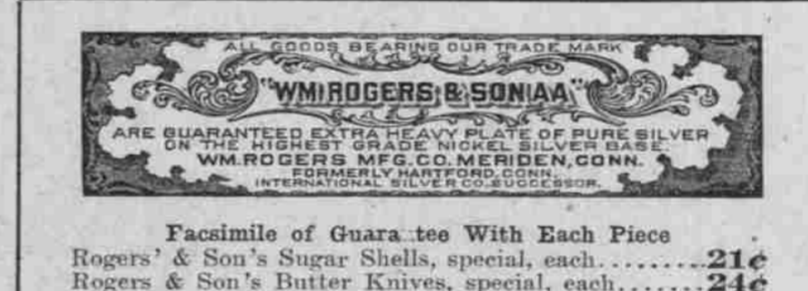 ALL GOODS BEARING OUR TRADE MARK
"WM. ROGERS & SON. AA"
ARE GUARANTEED EXTRA HEAVY PLATE OF PURE SILVER
ON THE HIGHEST GRADE NICKEL SILVER BASE.
WM. ROGERS MFG. CO. MERIDEN, CONN.
FORMERLY HARTFORD, CONN.
INTERNATIONAL SILVER CO. SUCCESSOR.
Facsimile of Guara tee With Each Piece
Rogers' & Son's Sugar Shells, special, each.........21¢
Rogers & Son's Butter Knives, special, each.......24¢